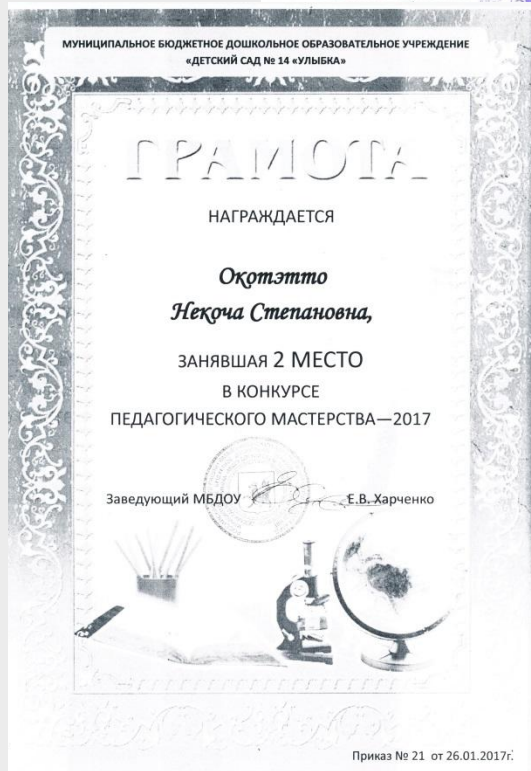 МУНИЦИПАЛЬНОЕ БЮДЖЕТНОЕ ДОШКОЛЬНОЕ ОБРАЗОВАТЕЛЬНОЕ УЧРЕЖДЕНИЕ
«ДЕТСКИЙ САД № 14 «УЛЫБКА»
ГРАМОТА
НАГРАЖДАЕТСЯ
Окотэтто
Некоча Степановна,
ЗАНЯВШАЯ 2 МЕСТО
В КОНКУРСЕ
ПЕДАГОГИЧЕСКОГО МАСТЕРСТВА—2017
Заведующий МБДОУ Е.В. Харченко
Приказ № 21 от 26.01.2017г.